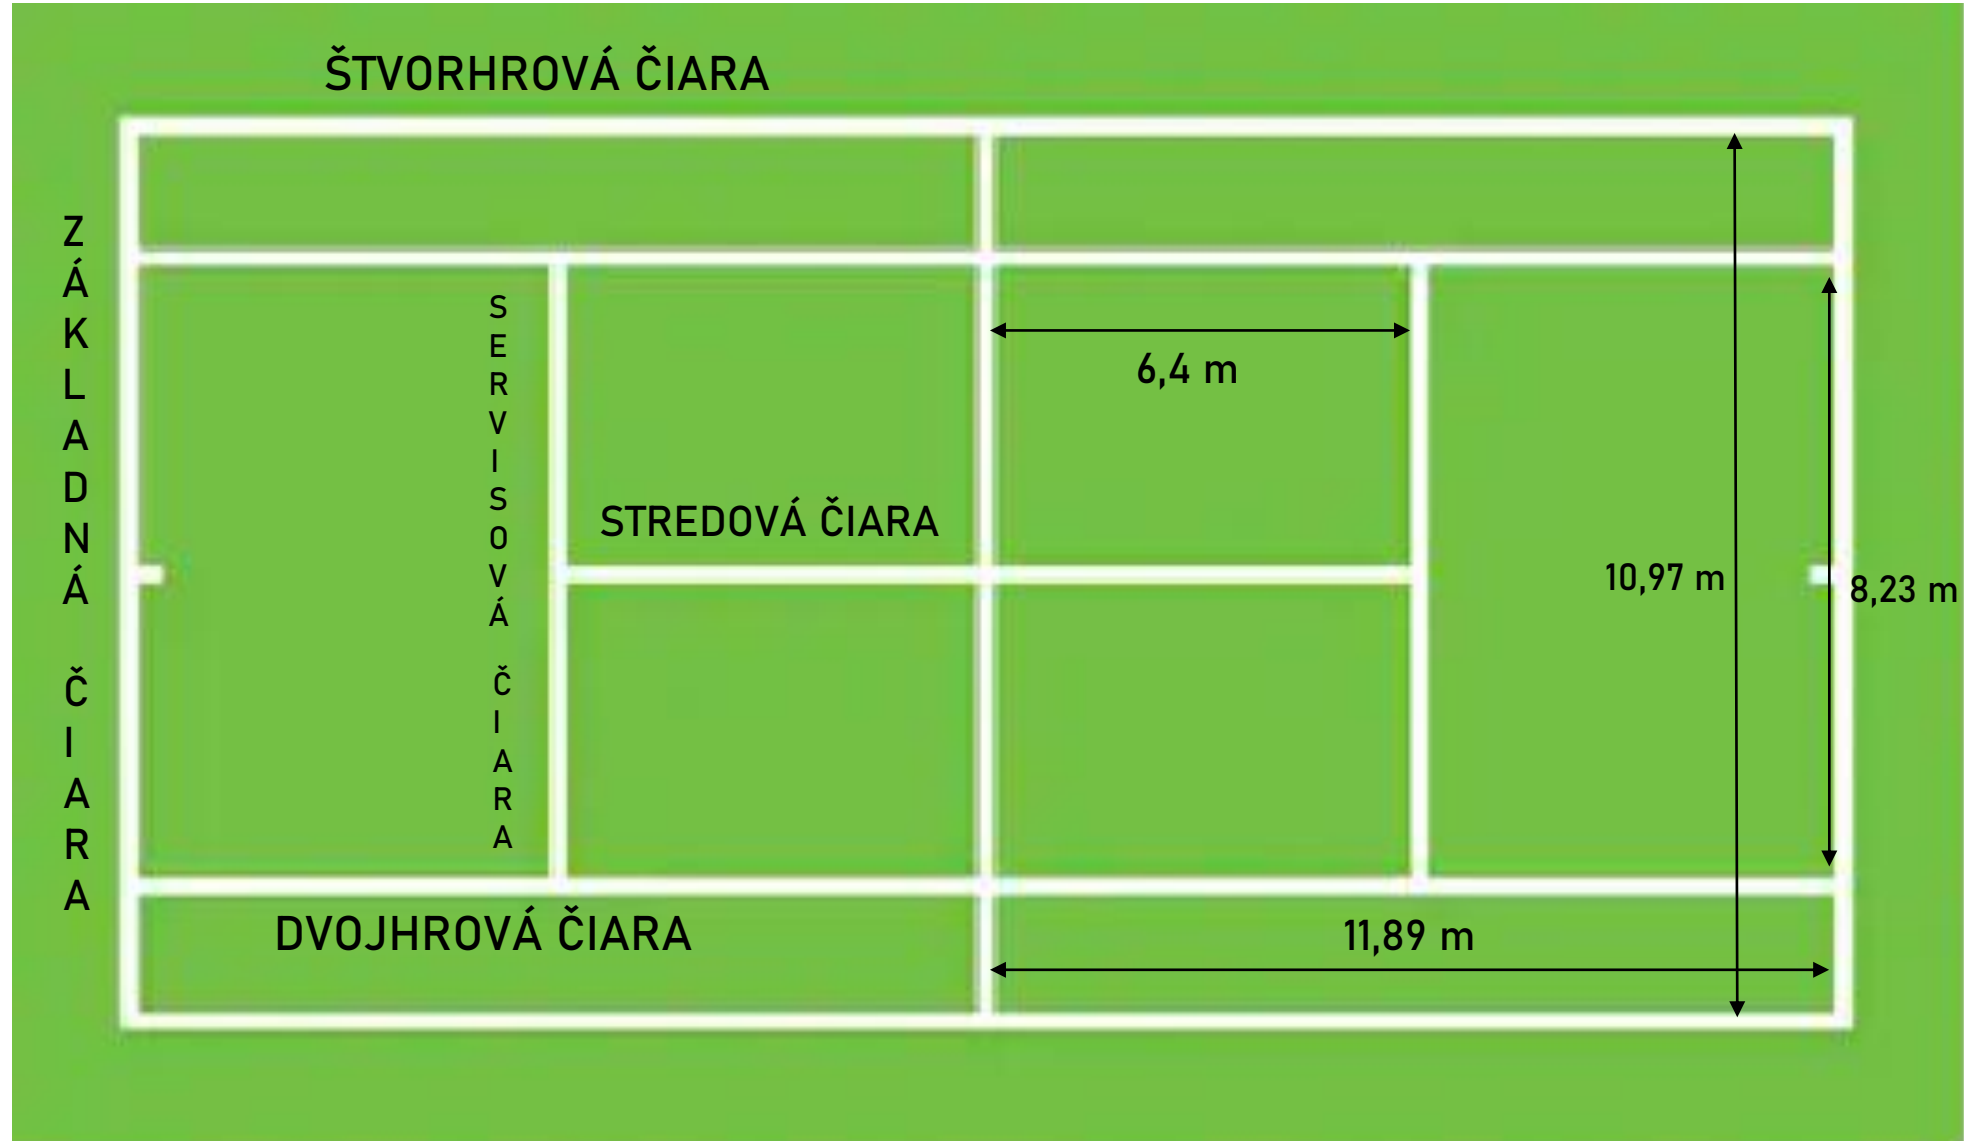 ŠTVORHROVÁ ČIARA
ZÁKLADNÁ ČIARA
SERVISOVÁ ČIARA
6,4 m
STREDOVÁ ČIARA
10,97 m
8,23 m
DVOJHROVÁ ČIARA
11,89 m